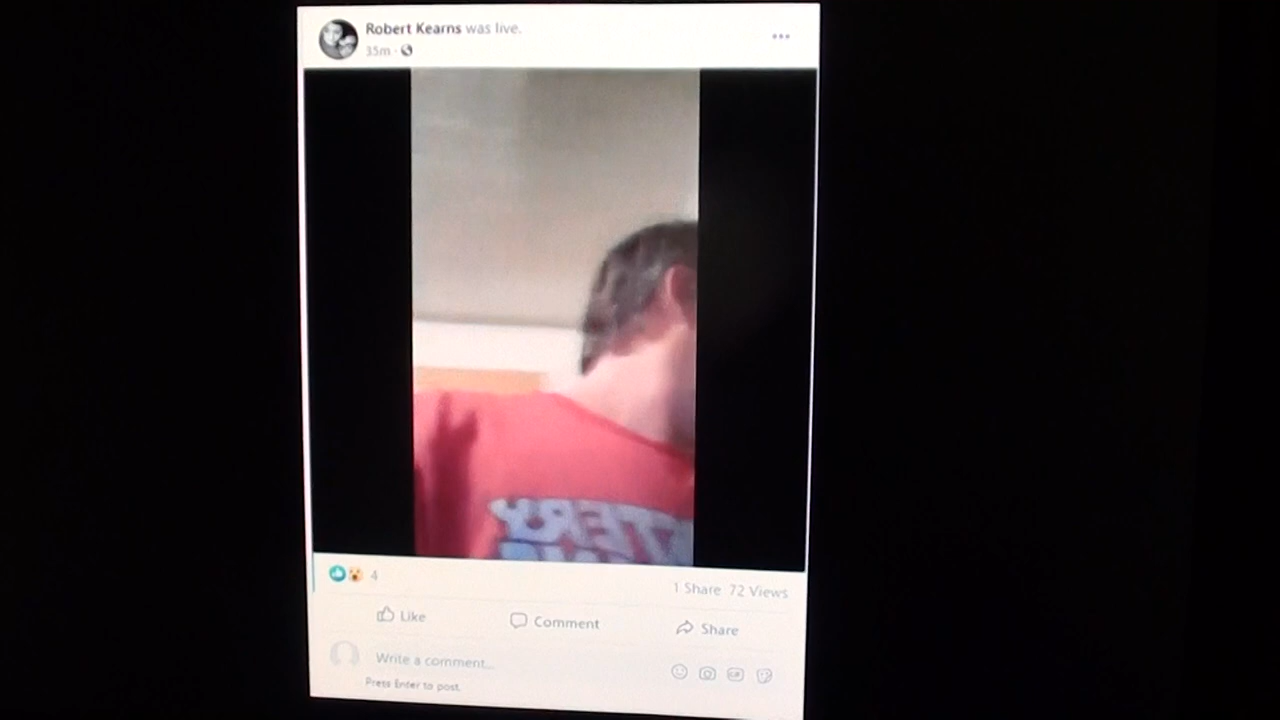 Robert Kearns was live.
35m
4
1 Share 72 Views
Like
Comment
Share
Write a comment...
Press Enter to post.